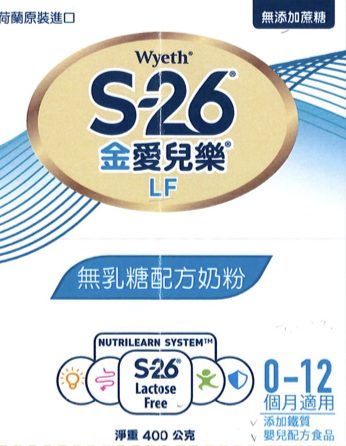 荷蘭原裝進口
無添加蔗糖
Wyeth®
S-26®
金愛兒樂®
LF
無乳糖配方奶粉
NUTRILEARN SYSTEM™
S-26®
Lactose
Free
0-12
個月適用
添加鐵質
嬰兒配方食品
淨重 400 公克